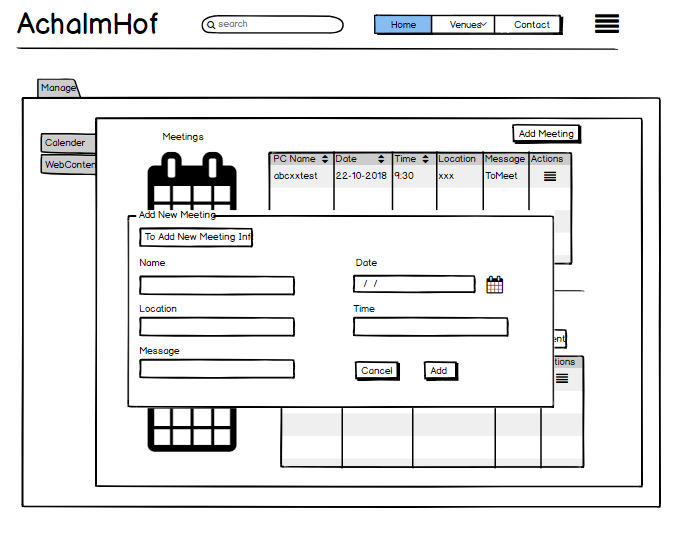 AchalmHof
search
Home Venues Contact
Manage
Calender
WebConten
Meetings
Add Meeting
PC Name Date Time Location Message Actions
abcxxtest 22-10-2018 9:30 xxx ToMeet
Add New Meeting
To Add New Meeting Inf
Name
Date
/ /
Location
Time
Message
Cancel
Add
ent
tions